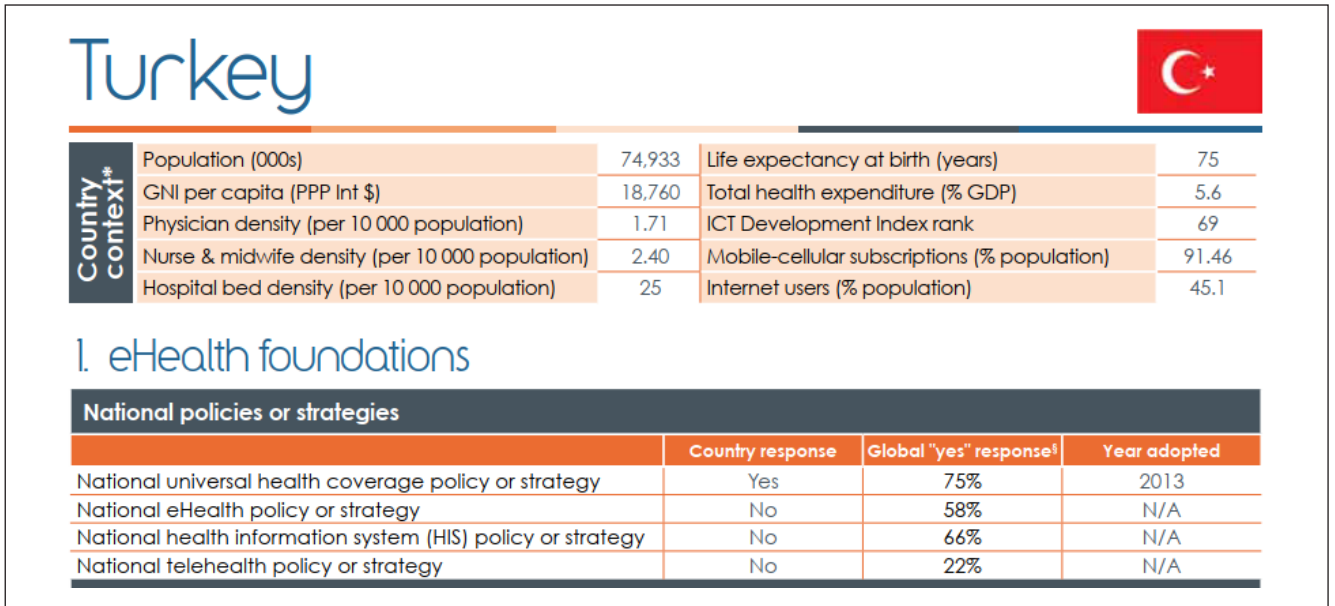 Turkey
Country context*
Population (000s) 74,933 Life expectancy at birth (years) 75
GNI per capita (PPP Int $) 18,760 Total health expenditure (% GDP) 5.6
Physician density (per 10 000 population) 1.71 ICT Development Index rank 69
Nurse & midwife density (per 10 000 population) 2.40 Mobile-cellular subscriptions (% population) 91.46
Hospital bed density (per 10 000 population) 25 Internet users (% population) 45.1
1. eHealth foundations
National policies or strategies
Country response Global "yes" response§ Year adopted
National universal health coverage policy or strategy Yes 75% 2013
National eHealth policy or strategy No 58% N/A
National health information system (HIS) policy or strategy No 66% N/A
National telehealth policy or strategy No 22% N/A